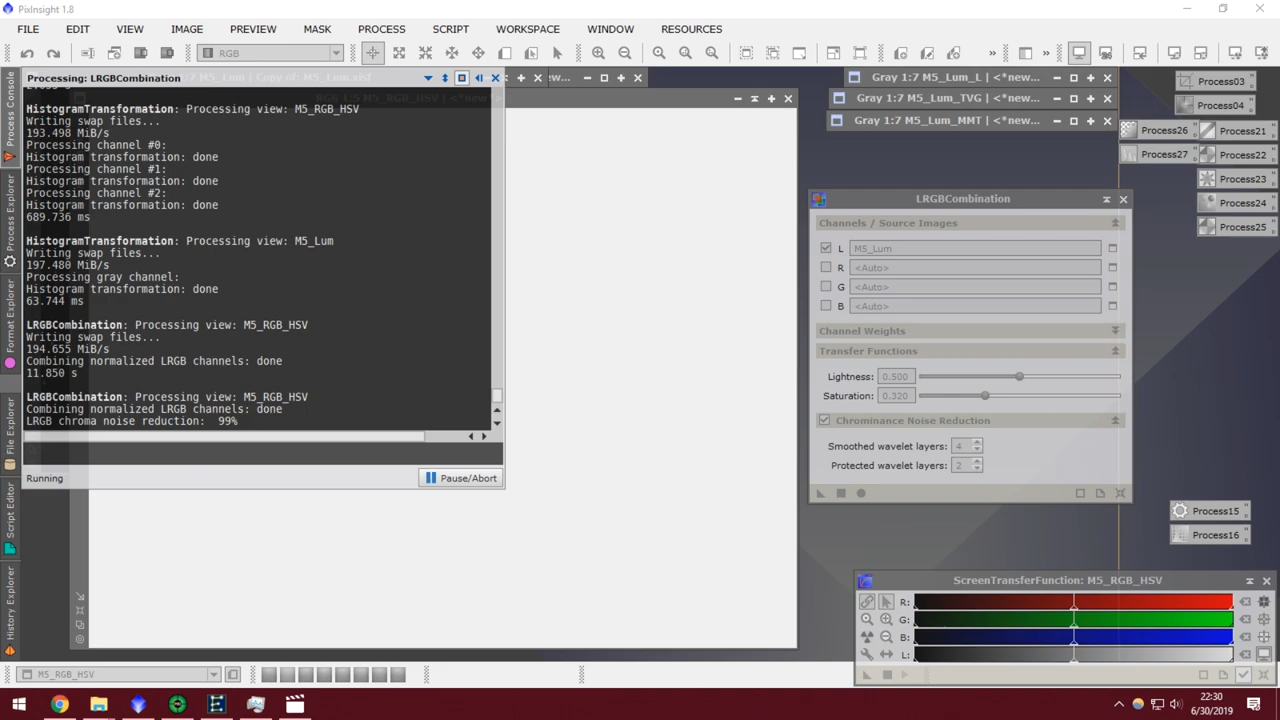 PixInsight 1.8
FILE EDIT VIEW IMAGE PREVIEW MASK PROCESS SCRIPT WORKSPACE WINDOW RESOURCES
RGB
Processing: LRGBCombination
HistogramTransformation: Processing view: M5_RGB_HSV
Writing swap files...
193.498 MiB/s
Processing channel #0:
Histogram transformation: done
Processing channel #1:
Histogram transformation: done
Processing channel #2:
Histogram transformation: done
689.736 ms
HistogramTransformation: Processing view: M5_Lum
Writing swap files...
197.480 MiB/s
Processing gray channel:
Histogram transformation: done
63.744 ms
LRGBCombination: Processing view: M5_RGB_HSV
Writing swap files...
194.655 MiB/s
Combining normalized LRGB channels: done
11.850 s
LRGBCombination: Processing view: M5_RGB_HSV
Combining normalized LRGB channels: done
LRGB chroma noise reduction: 99%
Running
Pause/Abort
Process Console
Process Explorer
Format Explorer
File Explorer
Script Editor
History Explorer
ew...
Gray 1:7 M5_Lum_L | <*new...
Gray 1:7 M5_Lum_TVG | <*new...
Gray 1:7 M5_Lum_MMT | <*new...
Process03
Process04
Process26
Process21
Process27
Process22
Process23
Process24
Process25
LRGBCombination
Channels / Source Images
L M5_Lum
R <Auto>
G <Auto>
B <Auto>
Channel Weights
Transfer Functions
Lightness: 0.500
Saturation: 0.320
Chrominance Noise Reduction
Smoothed wavelet layers: 4
Protected wavelet layers: 2
Process15
Process16
ScreenTransferFunction: M5_RGB_HSV
R:
G:
B:
L:
M5_RGB_HSV
22:30
6/30/2019